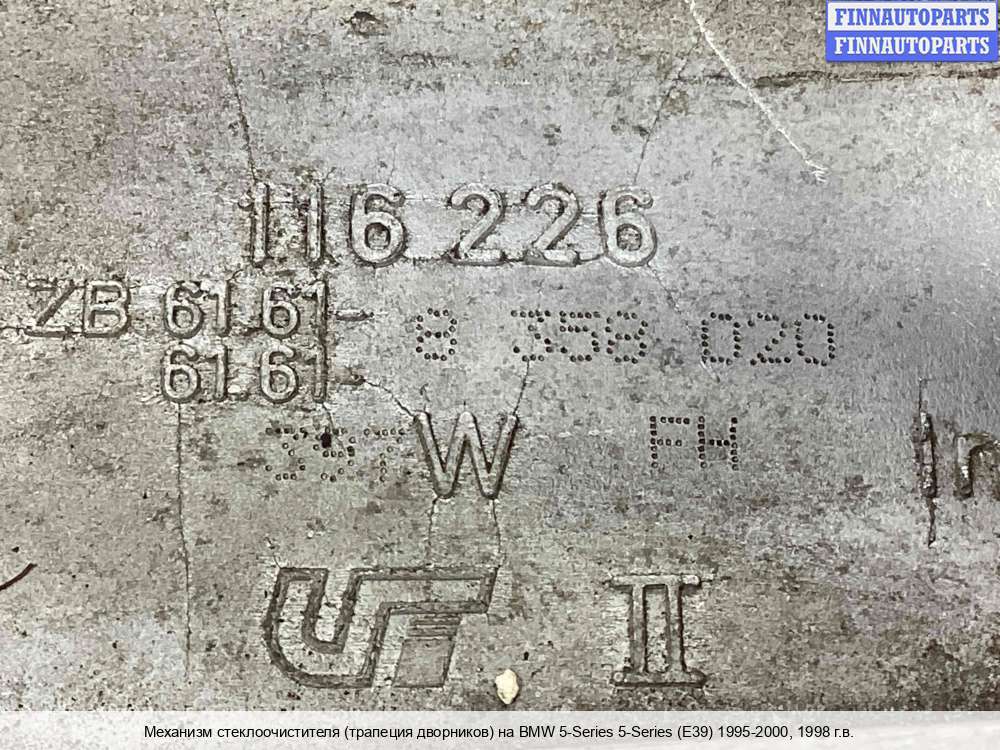 FINNAUTOPARTS
FINNAUTOPARTS
116 226
ZB 61.61- 8 358 020
61.61-
W FH In
II
Механизм стеклоочистителя (трапеция дворников) на BMW 5-Series 5-Series (E39) 1995-2000, 1998 г.в.